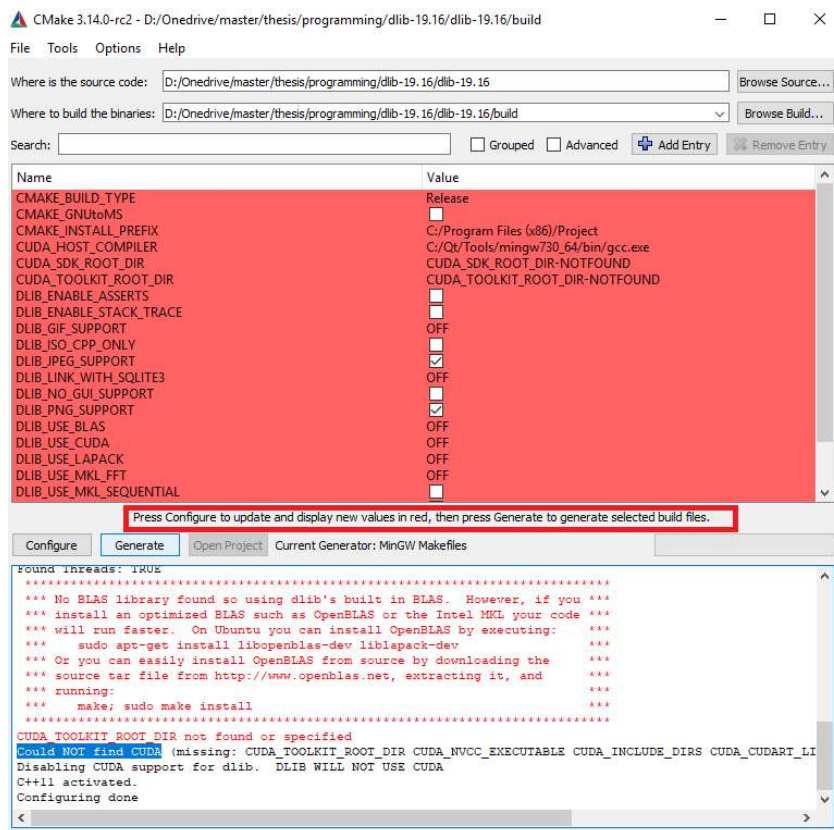 CMake 3.14.0-rc2 - D:/Onedrive/master/thesis/programming/dlib-19.16/dlib-19.16/build
File Tools Options Help
Where is the source code: D:/Onedrive/master/thesis/programming/dlib-19.16/dlib-19.16 Browse Source...
Where to build the binaries: D:/Onedrive/master/thesis/programming/dlib-19.16/dlib-19.16/build Browse Build...
Search: Grouped Advanced Add Entry Remove Entry
Name Value
CMAKE_BUILD_TYPE Release
CMAKE_GNUtoMS
CMAKE_INSTALL_PREFIX C:/Program Files (x86)/Project
CUDA_HOST_COMPILER C:/Qt/Tools/mingw730_64/bin/gcc.exe
CUDA_SDK_ROOT_DIR CUDA_SDK_ROOT_DIR-NOTFOUND
CUDA_TOOLKIT_ROOT_DIR CUDA_TOOLKIT_ROOT_DIR-NOTFOUND
DLIB_ENABLE_ASSERTS
DLIB_ENABLE_STACK_TRACE
DLIB_GIF_SUPPORT OFF
DLIB_ISO_CPP_ONLY
DLIB_JPEG_SUPPORT
DLIB_LINK_WITH_SQLITE3 OFF
DLIB_NO_GUI_SUPPORT
DLIB_PNG_SUPPORT
DLIB_USE_BLAS OFF
DLIB_USE_CUDA OFF
DLIB_USE_LAPACK OFF
DLIB_USE_MKL_FFT OFF
DLIB_USE_MKL_SEQUENTIAL
Press Configure to update and display new values in red, then press Generate to generate selected build files.
Configure Generate Open Project Current Generator: MinGW Makefiles
Found Threads: TRUE
******************************************************************************
*** No BLAS library found so using dlib's built in BLAS. However, if you ***
*** install an optimized BLAS such as OpenBLAS or the Intel MKL your code ***
*** will run faster. On Ubuntu you can install OpenBLAS by executing: ***
*** sudo apt-get install libopenblas-dev liblapack-dev ***
*** Or you can easily install OpenBLAS from source by downloading the ***
*** source tar file from http://www.openblas.net, extracting it, and ***
*** running: ***
*** make; sudo make install ***
******************************************************************************
CUDA_TOOLKIT_ROOT_DIR not found or specified
Could NOT find CUDA (missing: CUDA_TOOLKIT_ROOT_DIR CUDA_NVCC_EXECUTABLE CUDA_INCLUDE_DIRS CUDA_CUDART_LI
Disabling CUDA support for dlib. DLIB WILL NOT USE CUDA
C++11 activated.
Configuring done